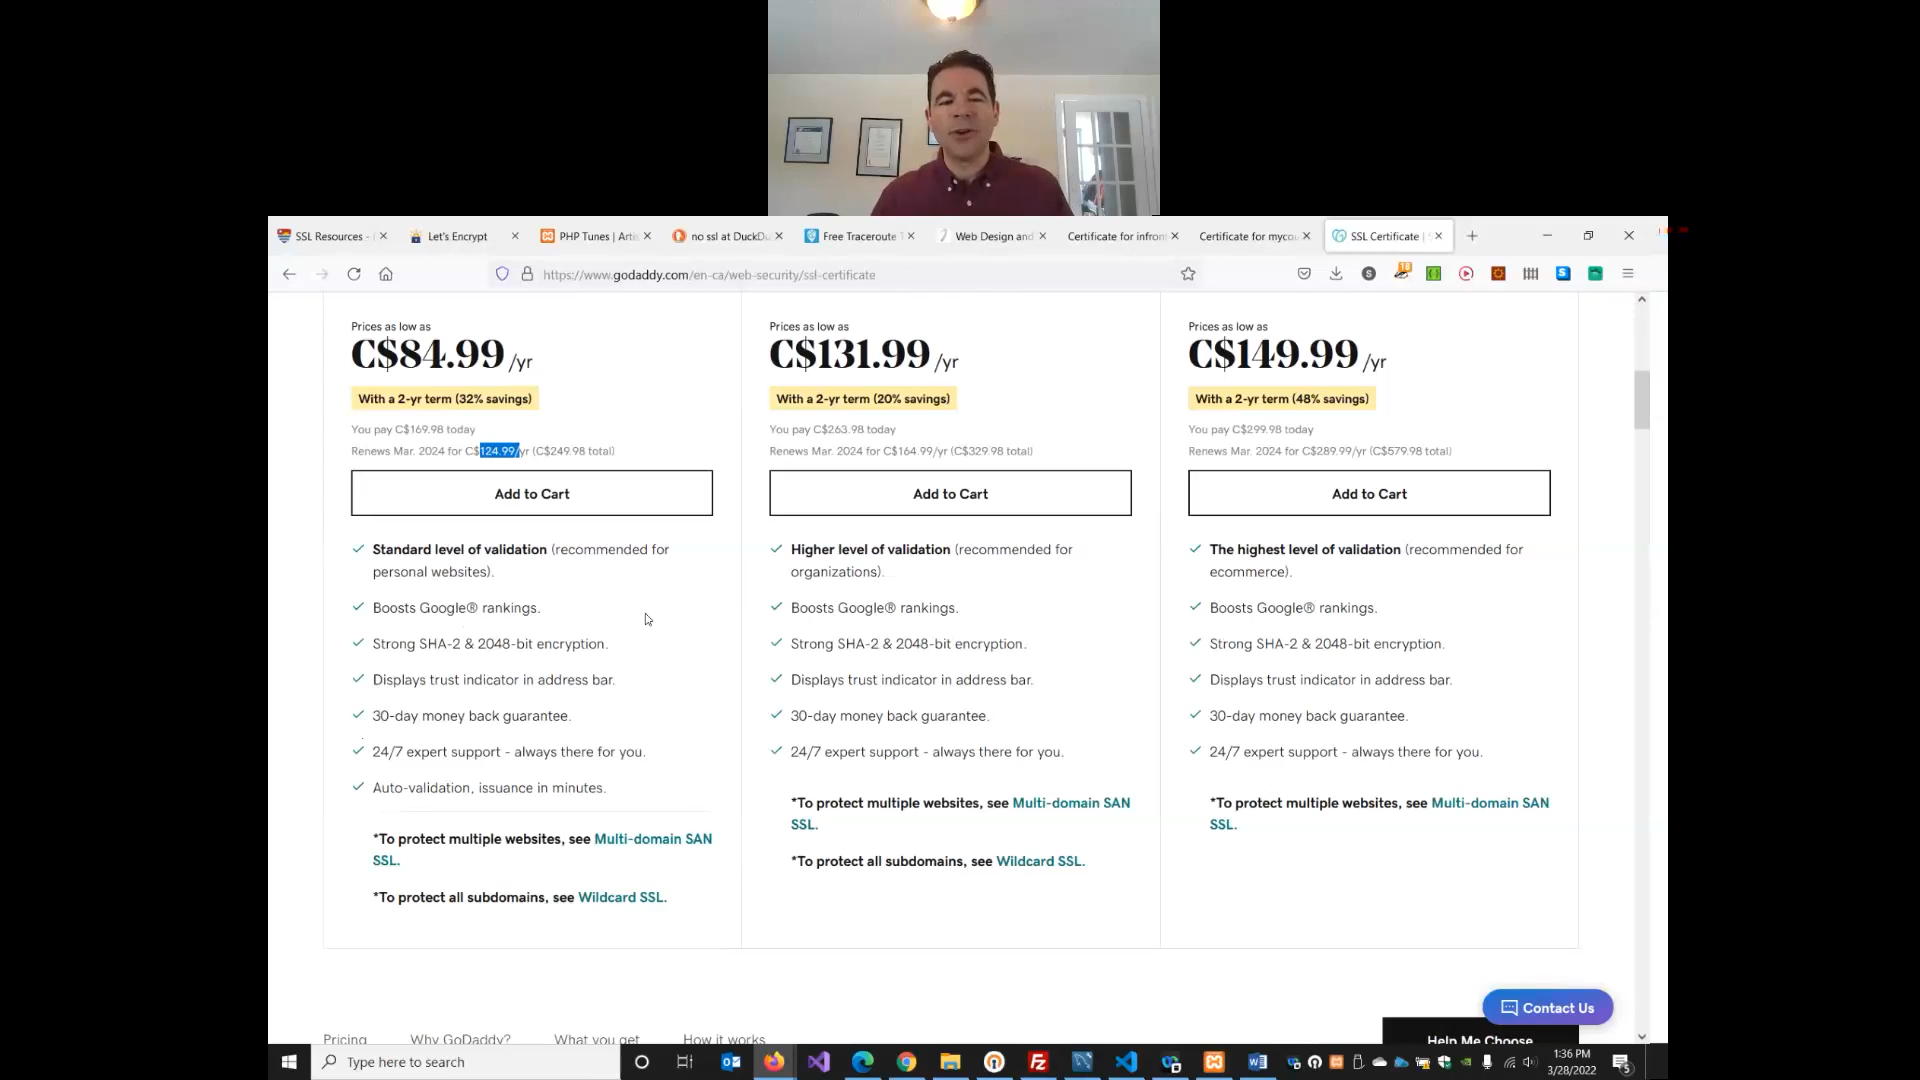 SSL Resources -
Let's Encrypt
PHP Tunes | Artis
no ssl at DuckDu
Free Traceroute T
Web Design and
Certificate for infron
Certificate for mycou
SSL Certificate |
https://www.godaddy.com/en-ca/web-security/ssl-certificate
18
Prices as low as
C$84.99 /yr
With a 2-yr term (32% savings)
You pay C$169.98 today
Renews Mar. 2024 for C$124.99/yr (C$249.98 total)
Add to Cart
Standard level of validation (recommended for
personal websites).
Boosts Google® rankings.
Strong SHA-2 & 2048-bit encryption.
Displays trust indicator in address bar.
30-day money back guarantee.
24/7 expert support - always there for you.
Auto-validation, issuance in minutes.
*To protect multiple websites, see Multi-domain SAN
SSL.
*To protect all subdomains, see Wildcard SSL.
Prices as low as
C$131.99 /yr
With a 2-yr term (20% savings)
You pay C$263.98 today
Renews Mar. 2024 for C$164.99/yr (C$329.98 total)
Add to Cart
Higher level of validation (recommended for
organizations).
Boosts Google® rankings.
Strong SHA-2 & 2048-bit encryption.
Displays trust indicator in address bar.
30-day money back guarantee.
24/7 expert support - always there for you.
*To protect multiple websites, see Multi-domain SAN
SSL.
*To protect all subdomains, see Wildcard SSL.
Prices as low as
C$149.99 /yr
With a 2-yr term (48% savings)
You pay C$299.98 today
Renews Mar. 2024 for C$289.99/yr (C$579.98 total)
Add to Cart
The highest level of validation (recommended for
ecommerce).
Boosts Google® rankings.
Strong SHA-2 & 2048-bit encryption.
Displays trust indicator in address bar.
30-day money back guarantee.
24/7 expert support - always there for you.
*To protect multiple websites, see Multi-domain SAN
SSL.
Contact Us
Pricing
Why GoDaddy?
What you get
How it works
Help Me Choose
Type here to search
1:36 PM
3/28/2022
5